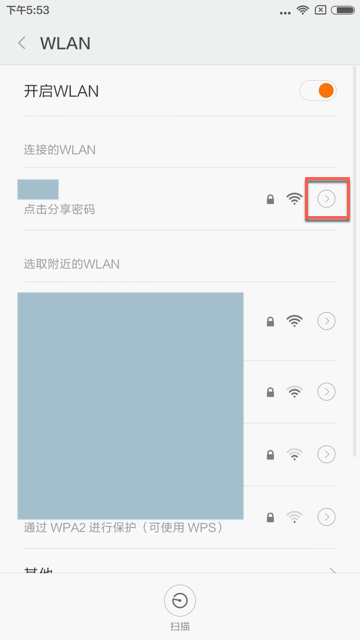 下午5:53
WLAN
开启WLAN
连接的WLAN
点击分享密码
选取附近的WLAN
通过 WPA2 进行保护（可使用 WPS）
其他
扫描